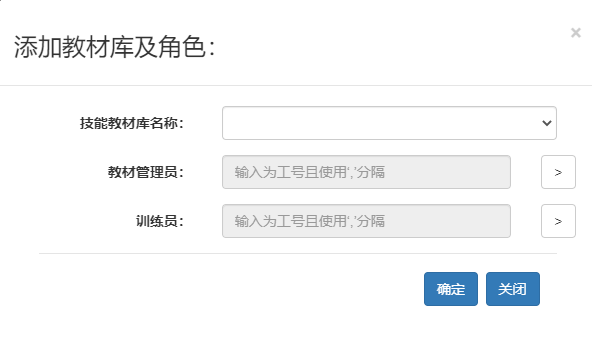 ×
添加教材库及角色：
技能教材库名称：
教材管理员： 输入为工号且使用','分隔 >
训练员： 输入为工号且使用','分隔 >
确定 关闭